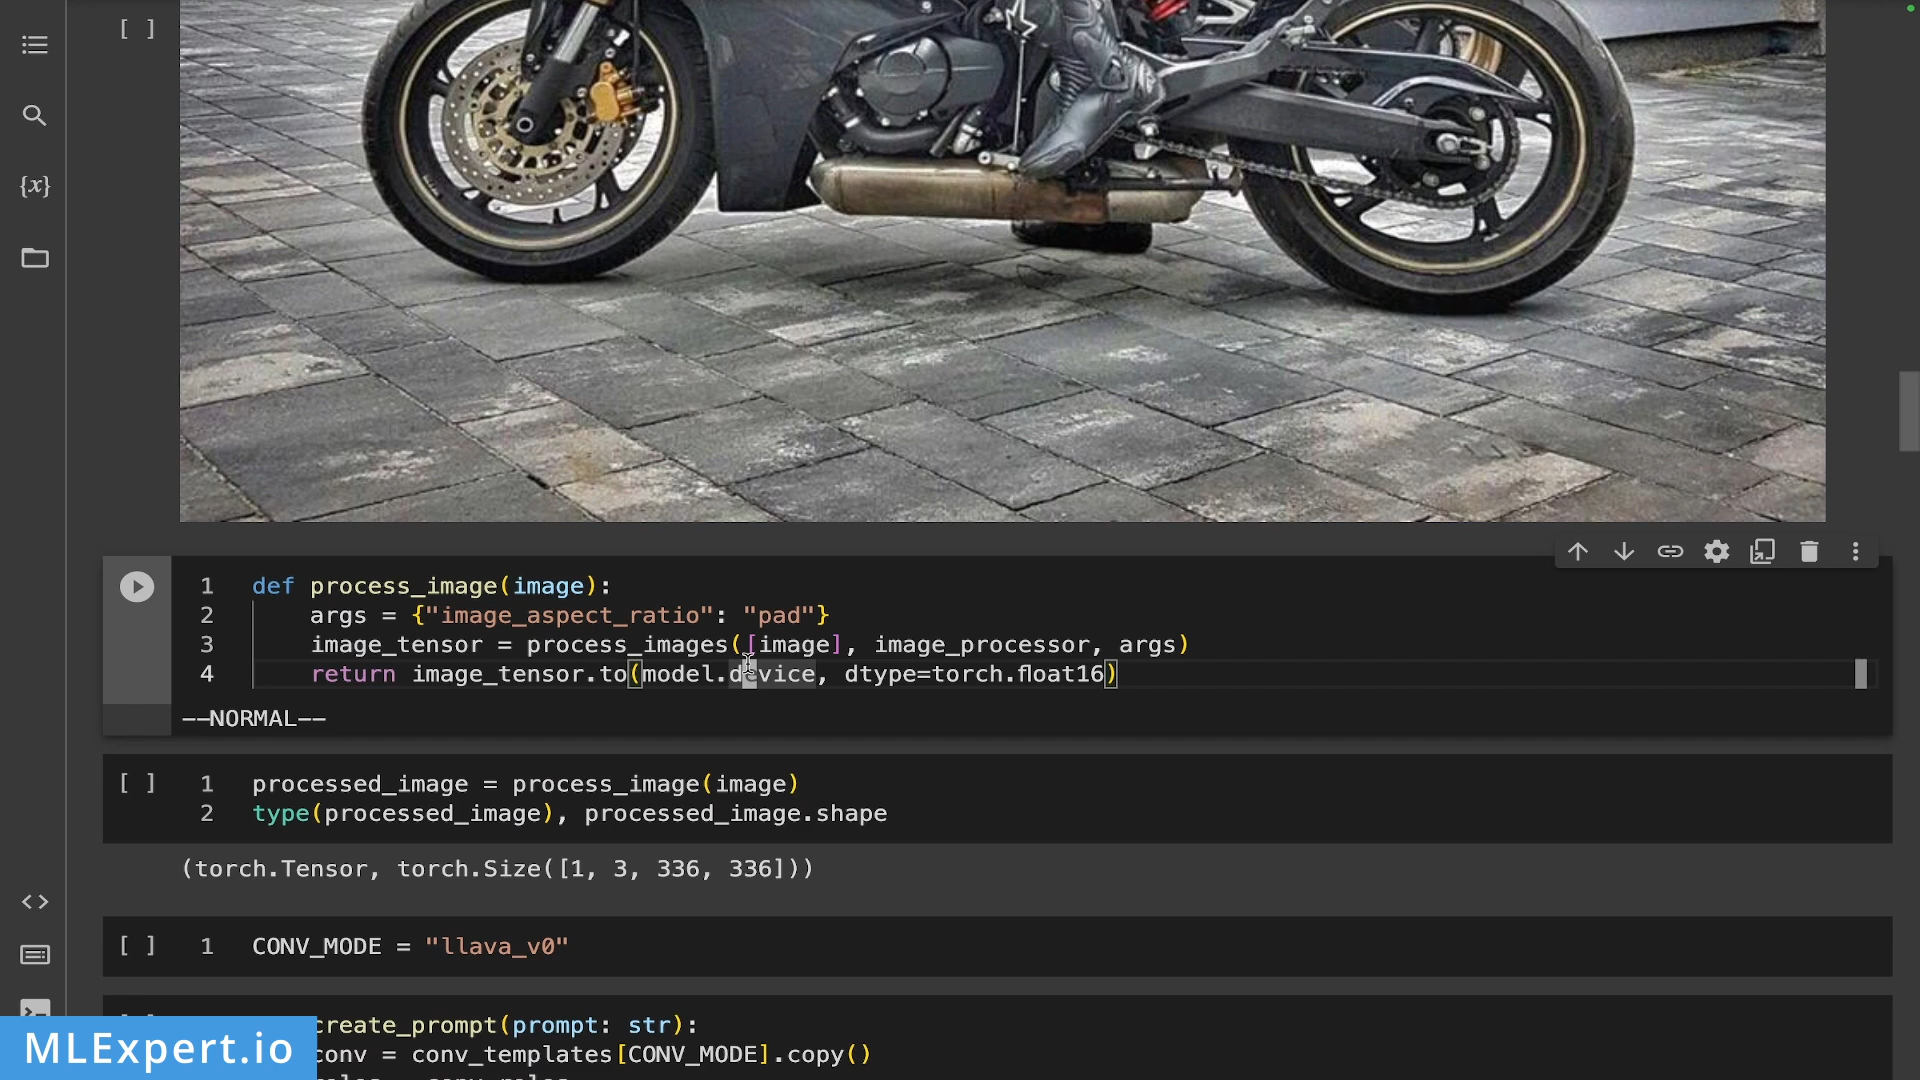 [ ]
{x}
1 def process_image(image):
2 args = {"image_aspect_ratio": "pad"}
3 image_tensor = process_images([image], image_processor, args)
4 return image_tensor.to(model.device, dtype=torch.float16)
--NORMAL--
[ ] 1 processed_image = process_image(image)
2 type(processed_image), processed_image.shape
(torch.Tensor, torch.Size([1, 3, 336, 336]))
[ ] 1 CONV_MODE = "llava_v0"
create_prompt(prompt: str):
conv = conv_templates[CONV_MODE].copy()
MLExpert.io